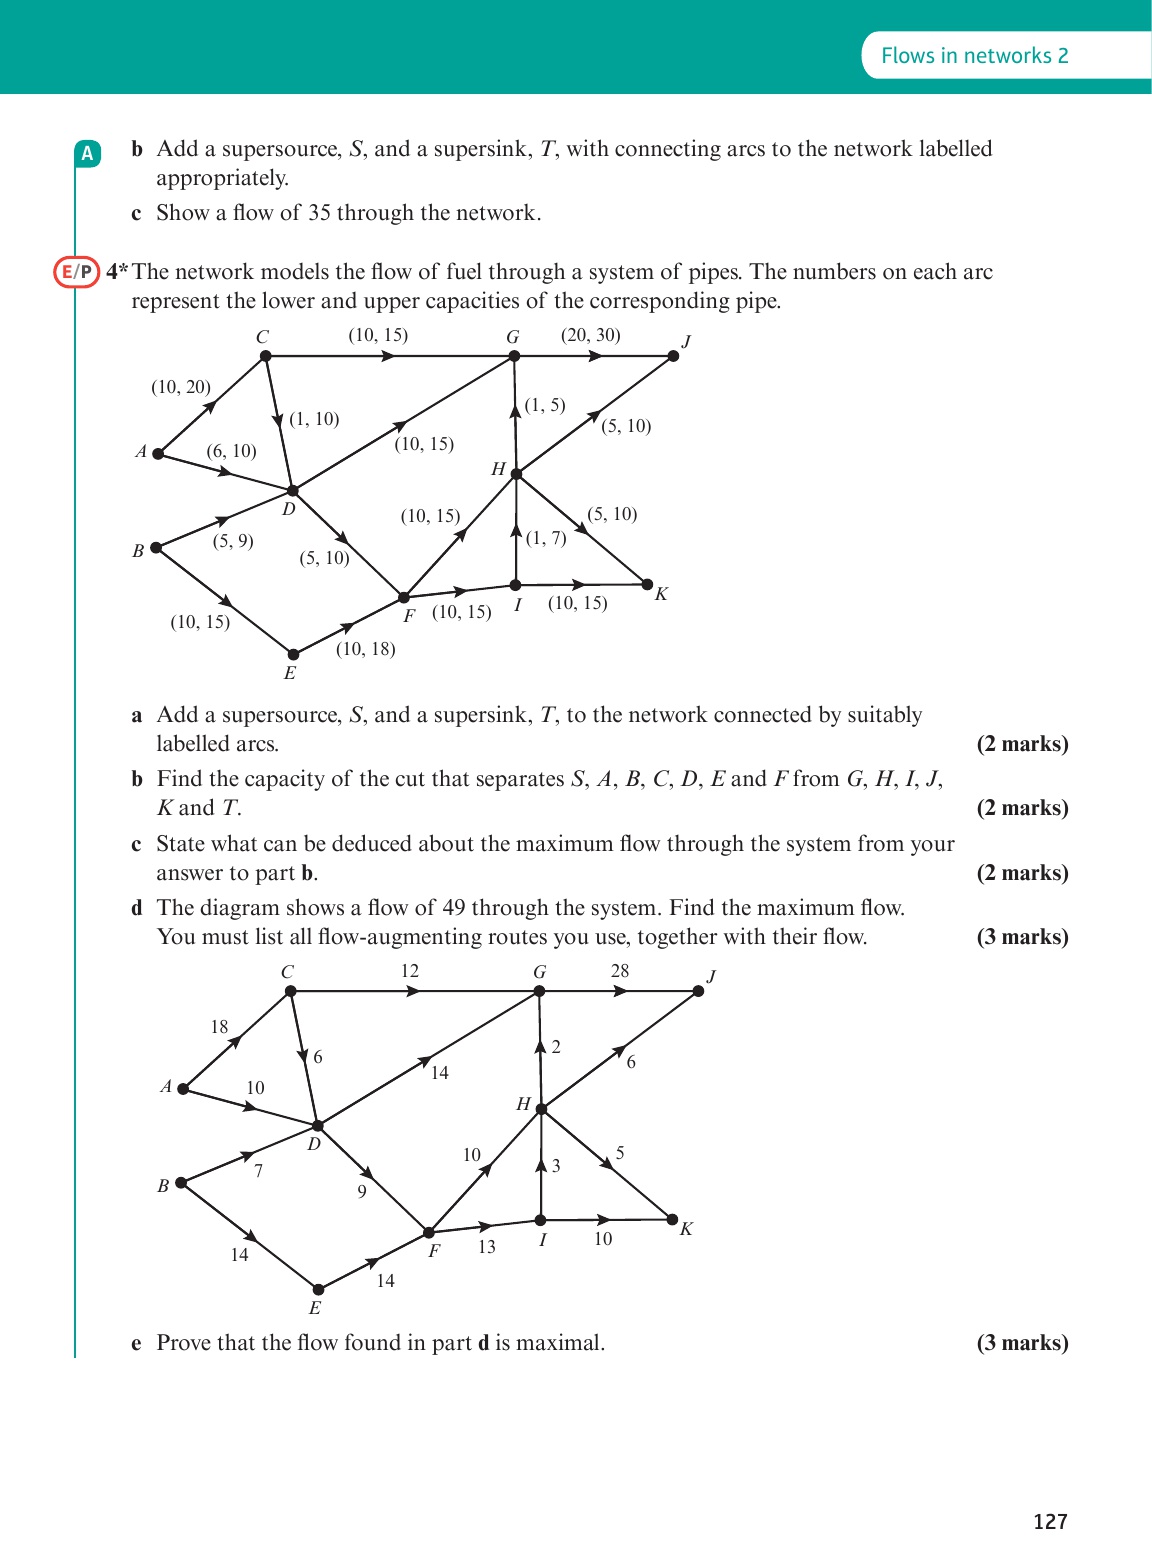 Flows in networks 2
A
b Add a supersource, S, and a supersink, T, with connecting arcs to the network labelled
appropriately.
c Show a flow of 35 through the network.
E/P 4* The network models the flow of fuel through a system of pipes. The numbers on each arc
represent the lower and upper capacities of the corresponding pipe.
C (10, 15) G (20, 30) J
(10, 20)
(1, 10) (1, 5)
(5, 10)
A (6, 10) (10, 15)
H
D
(10, 15) (5, 10)
B (5, 9) (5, 10) (1, 7)
(10, 15) F (10, 15) I (10, 15) K
(10, 18)
E
a Add a supersource, S, and a supersink, T, to the network connected by suitably
labelled arcs. (2 marks)
b Find the capacity of the cut that separates S, A, B, C, D, E and F from G, H, I, J,
K and T. (2 marks)
c State what can be deduced about the maximum flow through the system from your
answer to part b. (2 marks)
d The diagram shows a flow of 49 through the system. Find the maximum flow.
You must list all flow-augmenting routes you use, together with their flow. (3 marks)
C 12 G 28 J
18
6 2
6
A 10 14
H
D
10 5
B 7 9 3
14 F 13 I 10 K
14
E
e Prove that the flow found in part d is maximal. (3 marks)
127